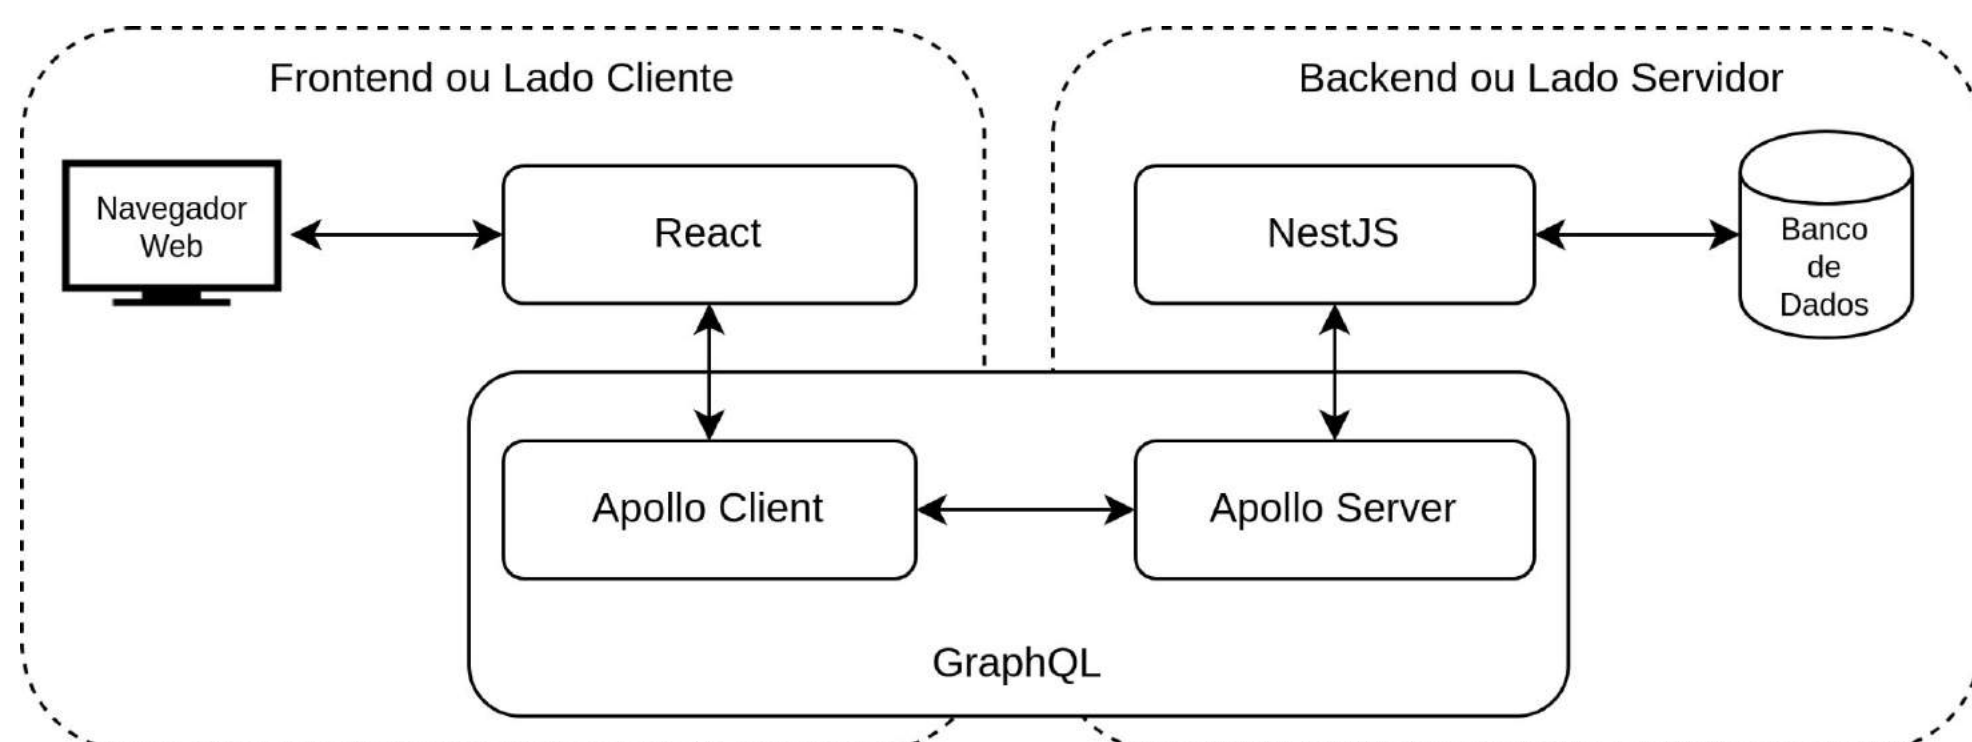 Frontend ou Lado Cliente
Backend ou Lado Servidor
Navegador
Web
React
NestJS
Banco
de
Dados
Apollo Client
Apollo Server
GraphQL